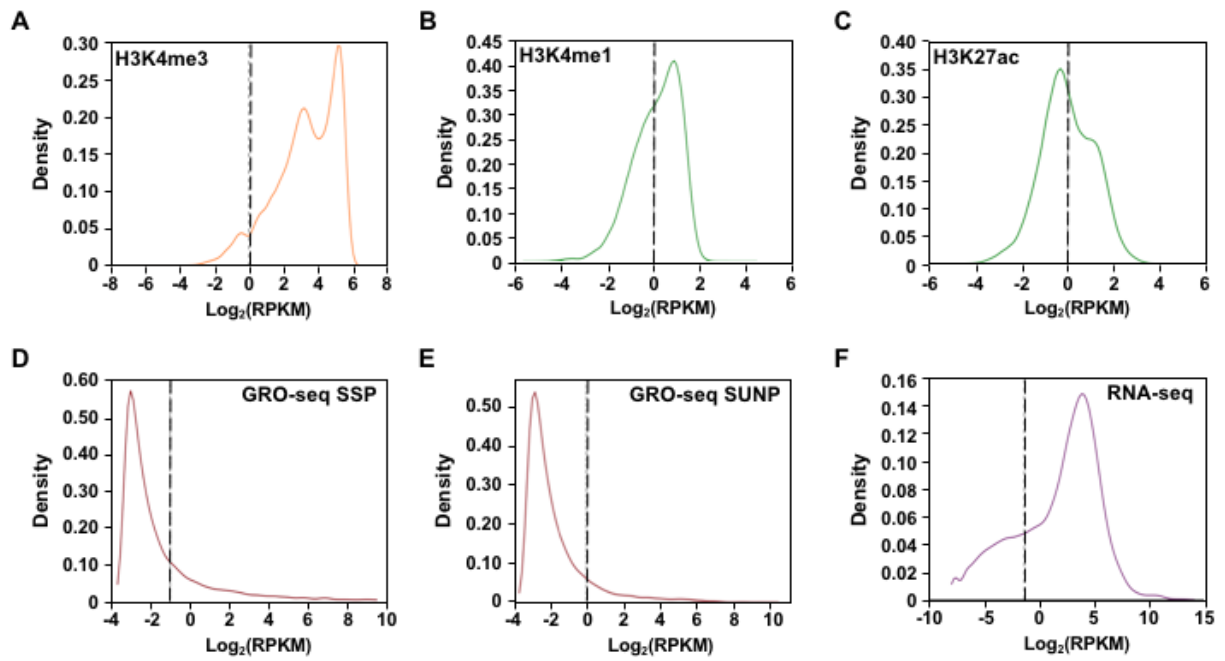 A
H3K4me3
0.30
0.25
0.20
0.15
0.10
0.05
0
Density
-8 -6 -4 -2 0 2 4 6 8
Log₂(RPKM)
B
H3K4me1
0.45
0.40
0.35
0.30
0.25
0.20
0.15
0.10
0.05
0
Density
-6 -4 -2 0 2 4 6
Log₂(RPKM)
C
H3K27ac
0.40
0.35
0.30
0.25
0.20
0.15
0.10
0.05
0
Density
-6 -4 -2 0 2 4 6
Log₂(RPKM)
D
GRO-seq SSP
0.60
0.50
0.40
0.30
0.20
0.10
0
Density
-4 -2 0 2 4 6 8 10
Log₂(RPKM)
E
GRO-seq SUNP
0.50
0.40
0.30
0.20
0.10
0
Density
-4 -2 0 2 4 6 8 10
Log₂(RPKM)
F
RNA-seq
0.16
0.14
0.12
0.10
0.08
0.06
0.04
0.02
0
Density
-10 -5 0 5 10 15
Log₂(RPKM)